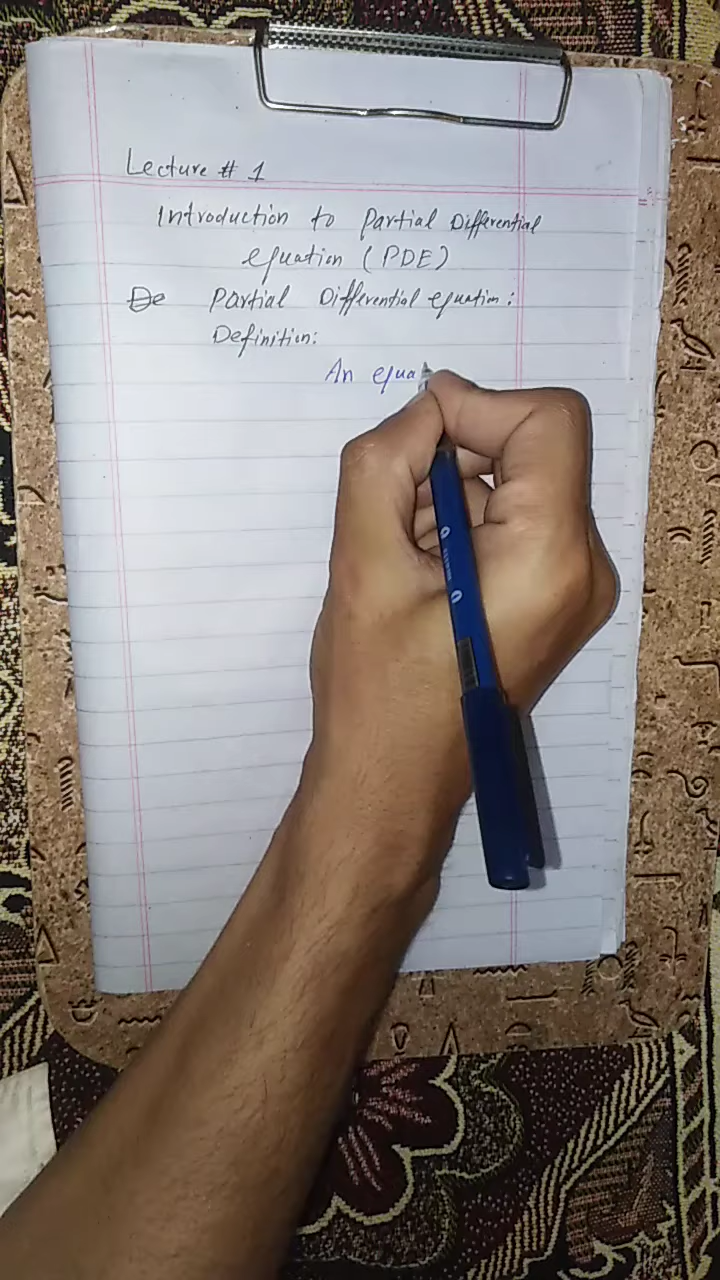 Lecture # 1
Introduction to Partial Differential
equation (PDE)
De Partial Differential equation:
Definition:
An equa